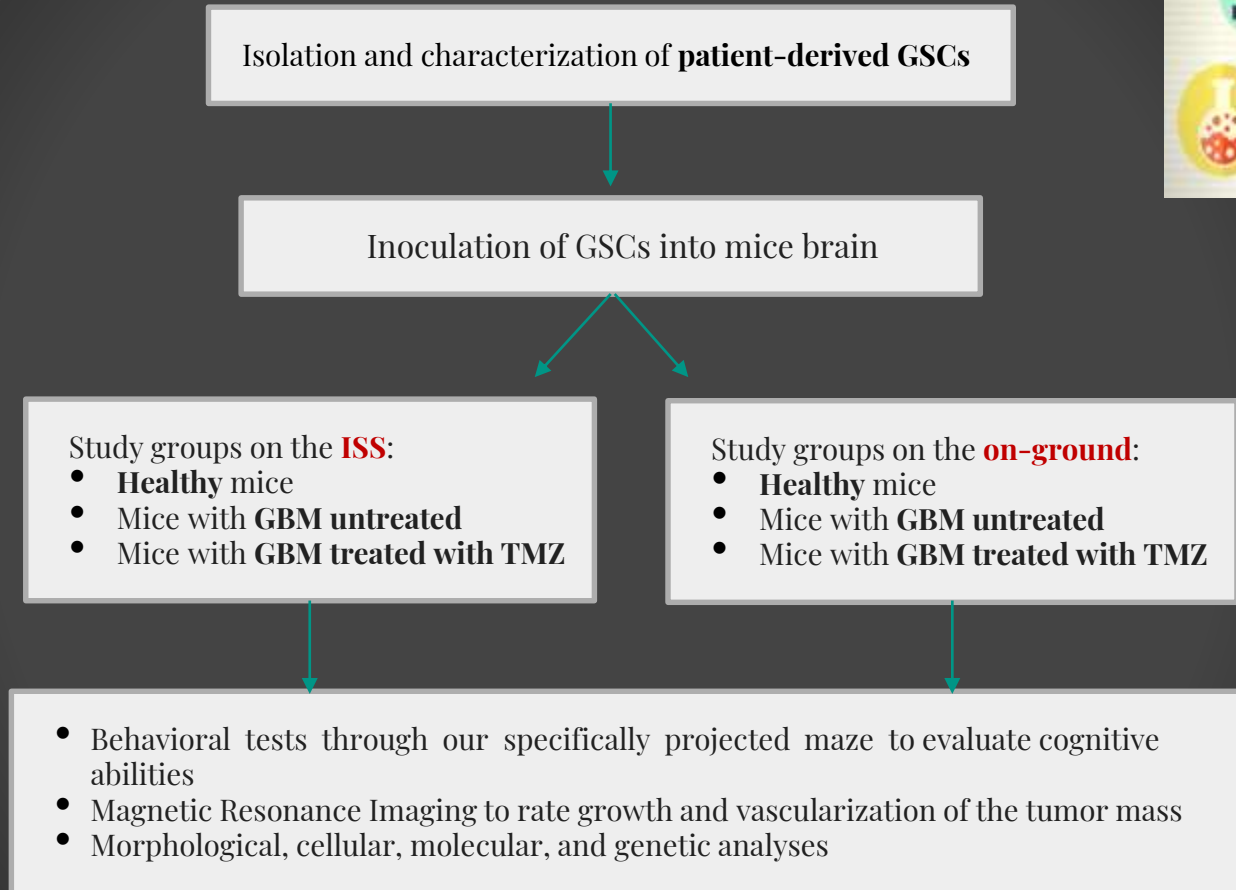 Isolation and characterization of patient-derived GSCs
Inoculation of GSCs into mice brain
Study groups on the ISS:
• Healthy mice
• Mice with GBM untreated
• Mice with GBM treated with TMZ
Study groups on the on-ground:
• Healthy mice
• Mice with GBM untreated
• Mice with GBM treated with TMZ
• Behavioral tests through our specifically projected maze to evaluate cognitive
abilities
• Magnetic Resonance Imaging to rate growth and vascularization of the tumor mass
• Morphological, cellular, molecular, and genetic analyses